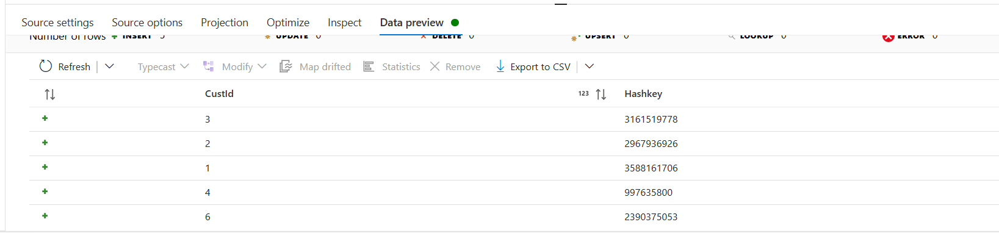 Source settings Source options Projection Optimize Inspect Data preview
Number of rows INSERT 5 UPDATE 0 DELETE 0 UPSERT 0 LOOKUP 0 ERROR 0
Refresh Typecast Modify Map drifted Statistics Remove Export to CSV
CustId 123 Hashkey
3 3161519778
2 2967936926
1 3588161706
4 997635800
6 2390375053